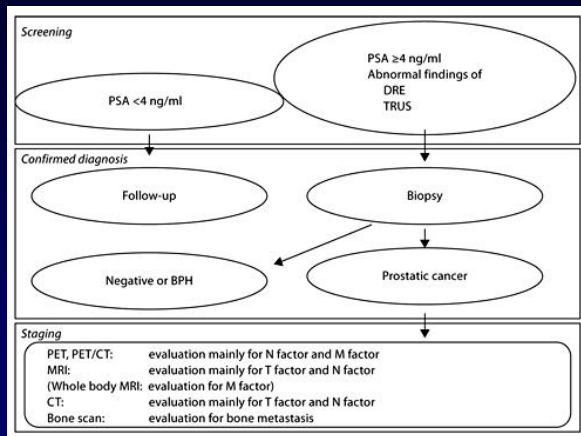 Screening
PSA ≥4 ng/ml
Abnormal findings of
DRE
TRUS
PSA <4 ng/ml
Confirmed diagnosis
Follow-up
Biopsy
Negative or BPH
Prostatic cancer
Staging
PET, PET/CT: evaluation mainly for N factor and M factor
MRI: evaluation mainly for T factor and N factor
(Whole body MRI: evaluation for M factor)
CT: evaluation mainly for T factor and N factor
Bone scan: evaluation for bone metastasis